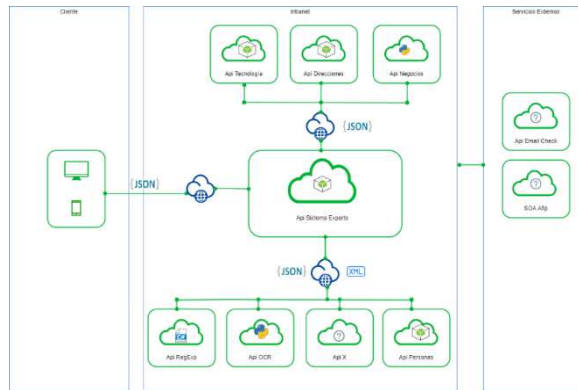 Cliente
Intranet
Servicios Externos
Api Tecnología
Api Direcciones
Api Negocios
{JSON}
Api Email Check
{JSON}
Api Sistema Experto
SOA Afip
{JSON}
XML
Api RegExp
Api OCR
Api X
Api Personas